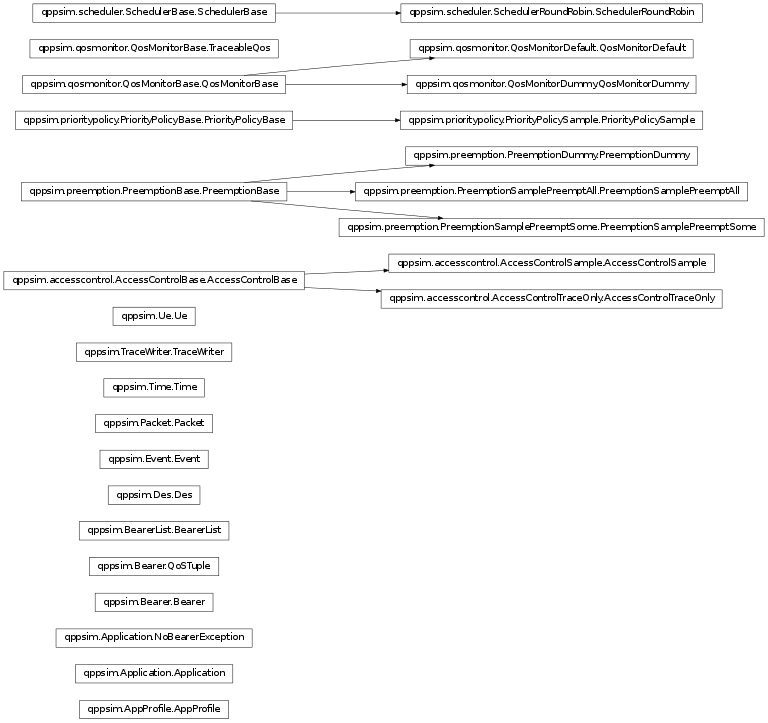 qppsim.scheduler.SchedulerBase.SchedulerBase
qppsim.scheduler.SchedulerRoundRobin.SchedulerRoundRobin
qppsim.qosmonitor.QosMonitorBase.TraceableQos
qppsim.qosmonitor.QosMonitorDefault.QosMonitorDefault
qppsim.qosmonitor.QosMonitorBase.QosMonitorBase
qppsim.qosmonitor.QosMonitorDummyQosMonitorDummy
qppsim.prioritypolicy.PriorityPolicyBase.PriorityPolicyBase
qppsim.prioritypolicy.PriorityPolicySample.PriorityPolicySample
qppsim.preemption.PreemptionDummy.PreemptionDummy
qppsim.preemption.PreemptionBase.PreemptionBase
qppsim.preemption.PreemptionSamplePreemptAll.PreemptionSamplePreemptAll
qppsim.preemption.PreemptionSamplePreemptSome.PreemptionSamplePreemptSome
qppsim.accesscontrol.AccessControlSample.AccessControlSample
qppsim.accesscontrol.AccessControlBase.AccessControlBase
qppsim.accesscontrol.AccessControlTraceOnly.AccessControlTraceOnly
qppsim.Ue.Ue
qppsim.TraceWriter.TraceWriter
qppsim.Time.Time
qppsim.Packet.Packet
qppsim.Event.Event
qppsim.Des.Des
qppsim.BearerList.BearerList
qppsim.Bearer.QoSTuple
qppsim.Bearer.Bearer
qppsim.Application.NoBearerException
qppsim.Application.Application
qppsim.AppProfile.AppProfile